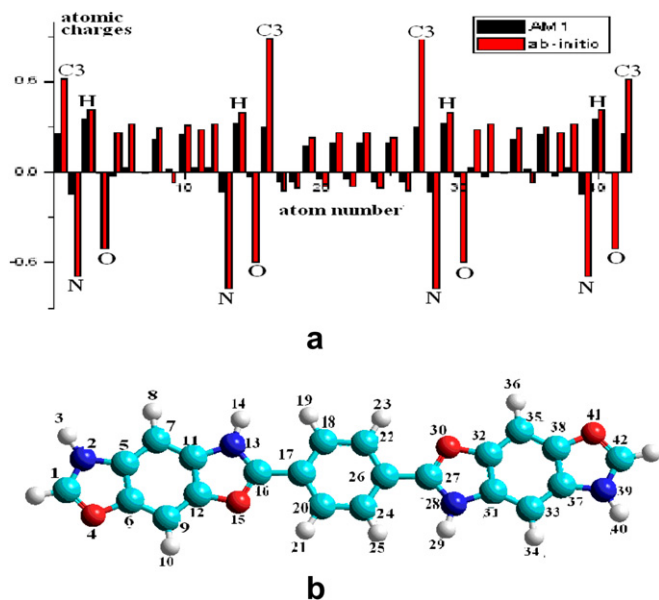 atomic charges
AM1
ab-initio
C3 C3 C3 C3
0.5
H H H H
0.0
10 20 30 40
atom number
-0.5
N O N O N O N O
a
36
19 23 35 41
8 14 18 22 30 38 42
3 7 11 13 32
2 5 17 26 27 39
1 16 28 37
6 12 20 24 31 33 40
4 9 15
10 21 25 29 34
b